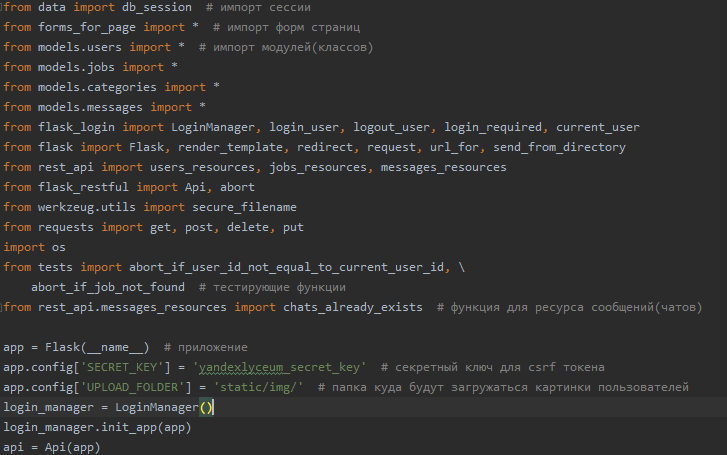 from data import db_session  # импорт сессии
from forms_for_page import *  # импорт форм страниц
from models.users import *  # импорт модулей(классов)
from models.jobs import *
from models.categories import *
from models.messages import *
from flask_login import LoginManager, login_user, logout_user, login_required, current_user
from flask import Flask, render_template, redirect, request, url_for, send_from_directory
from rest_api import users_resources, jobs_resources, messages_resources
from flask_restful import Api, abort
from werkzeug.utils import secure_filename
from requests import get, post, delete, put
import os
from tests import abort_if_user_id_not_equal_to_current_user_id, \
    abort_if_job_not_found  # тестирующие функции
from rest_api.messages_resources import chats_already_exists  # функция для ресурса сообщений(чатов)
app = Flask(__name__)  # приложение
app.config['SECRET_KEY'] = 'yandexlyceum_secret_key'  # секретный ключ для csrf токена
app.config['UPLOAD_FOLDER'] = 'static/img/'  # папка куда будут загружаться картинки пользователей
login_manager = LoginManager()
login_manager.init_app(app)
api = Api(app)